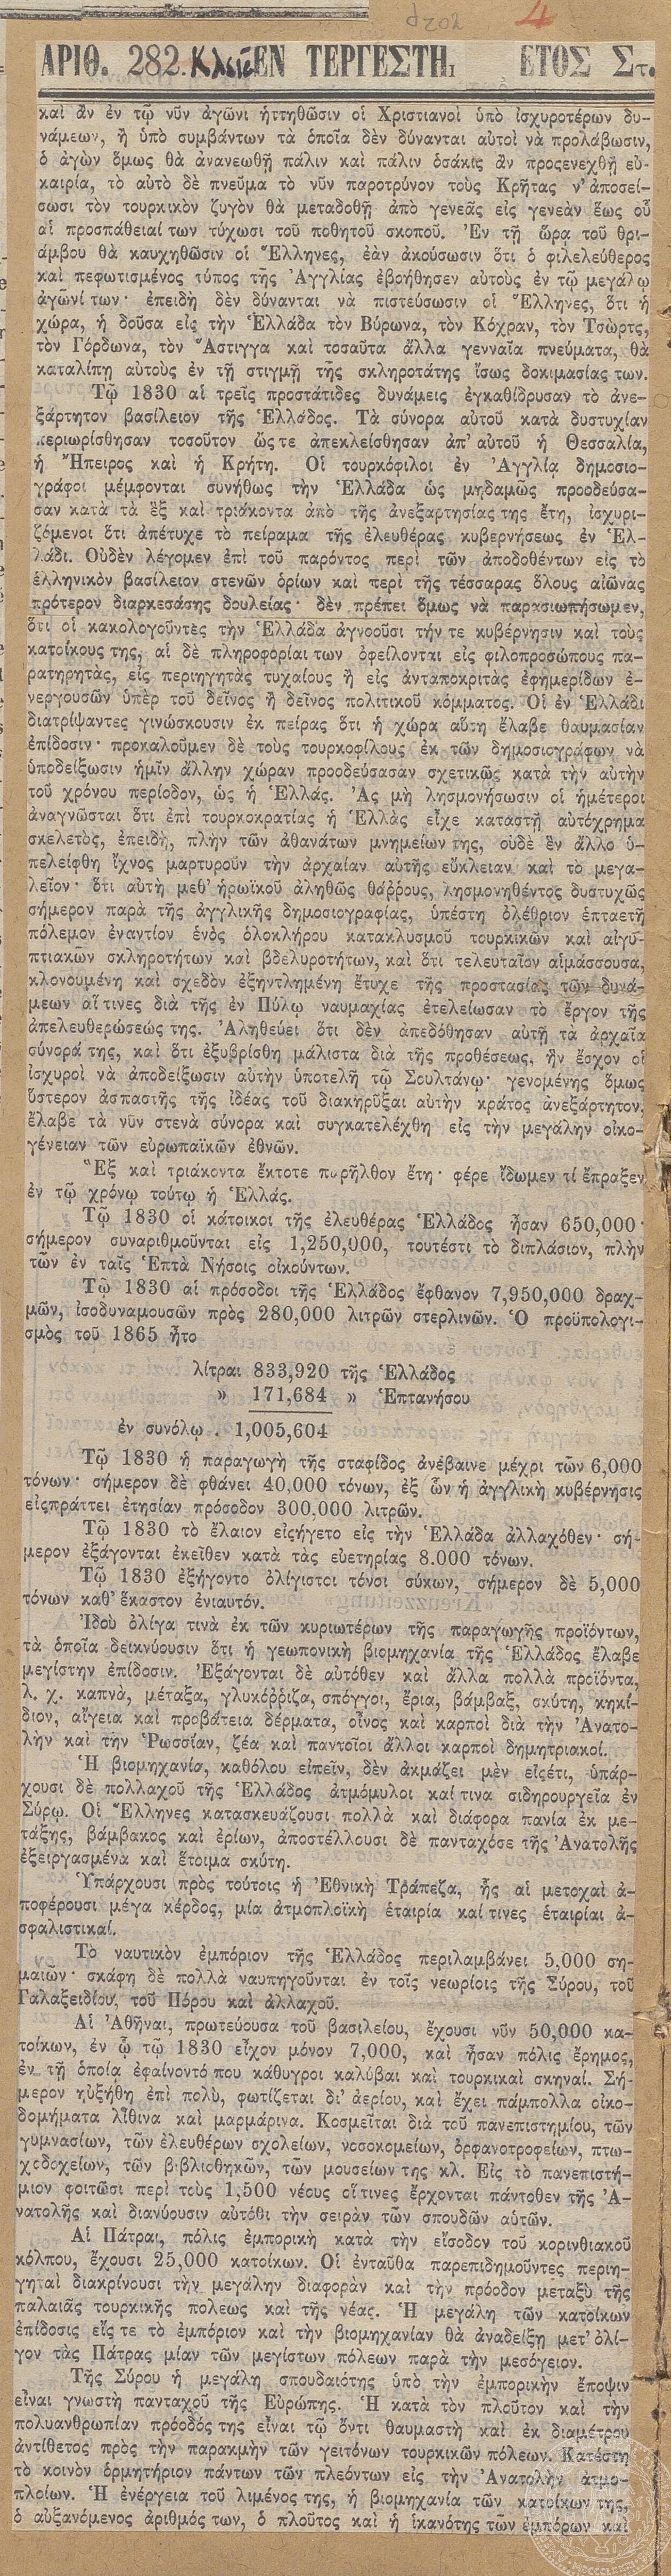 d202 4
ΑΡΙΘ. 282. Κλειώ ΕΝ ΤΕΡΓΕΣΤΗι ΕΤΟΣ Στ.
καὶ ἂν ἐν τῷ νῦν ἀγῶνι ἡττηθῶσιν οἱ Χριστιανοὶ ὑπὸ ἰσχυροτέρων δυ-
νάμεων, ἢ ὑπὸ συμβάντων τὰ ὁποῖα δὲν δύνανται αὐτοὶ νὰ προλάβωσιν,
ὁ ἀγὼν ὅμως θὰ ἀνανεωθῇ πάλιν καὶ πάλιν ὁσάκις ἂν προςενεχθῇ εὐ-
καιρία, τὸ αὐτὸ δὲ πνεῦμα τὸ νῦν παροτρύνον τοὺς Κρῆτας ν' ἀποσεί-
σωσι τὸν τουρκικὸν ζυγὸν θὰ μεταδοθῇ ἀπὸ γενεᾶς εἰς γενεὰν ἕως οὗ
αἱ προσπάθειαί των τύχωσι τοῦ ποθητοῦ σκοποῦ. Ἐν τῇ ὥρᾳ τοῦ θρι-
άμβου θὰ καυχηθῶσιν οἱ Ἕλληνες, ἐὰν ἀκούσωσιν ὅτι ὁ φιλελεύθερος
καὶ πεφωτισμένος τύπος τῆς Ἀγγλίας ἐβοήθησεν αὐτοὺς ἐν τῷ μεγάλῳ
ἀγῶνί των· ἐπειδὴ δὲν δύνανται νὰ πιστεύσωσιν οἱ Ἕλληνες, ὅτι ἡ
χώρα, ἡ δοῦσα εἰς τὴν Ἑλλάδα τὸν Βύρωνα, τὸν Κόχραν, τὸν Τσώρτς,
τὸν Γόρδωνα, τὸν Ἄστιγγα καὶ τοσαῦτα ἄλλα γενναῖα πνεύματα, θὰ
καταλίπῃ αὐτοὺς ἐν τῇ στιγμῇ τῆς σκληροτάτης ἴσως δοκιμασίας των.
Τῷ 1830 αἱ τρεῖς προστάτιδες δυνάμεις ἐγκαθίδρυσαν τὸ ἀνε-
ξάρτητον βασίλειον τῆς Ἑλλάδος. Τὰ σύνορα αὐτοῦ κατὰ δυστυχίαν
περιωρίσθησαν τοσοῦτον ὥςτε ἀπεκλείσθησαν ἀπ' αὐτοῦ ἡ Θεσσαλία,
ἡ Ἤπειρος καὶ ἡ Κρήτη. Οἱ τουρκόφιλοι ἐν Ἀγγλίᾳ δημοσιο-
γράφοι μέμφονται συνήθως τὴν Ἑλλάδα ὡς μηδαμῶς προοδεύσα-
σαν κατὰ τὰ ἓξ καὶ τριάκοντα ἀπὸ τῆς ἀνεξαρτησίας της ἔτη, ἰσχυρι-
ζόμενοι ὅτι ἀπέτυχε τὸ πείραμα τῆς ἐλευθέρας κυβερνήσεως ἐν Ἑλ-
λάδι. Οὐδὲν λέγομεν ἐπὶ τοῦ παρόντος περὶ τῶν ἀποδοθέντων εἰς τὸ
ἑλληνικὸν βασίλειον στενῶν ὁρίων καὶ περὶ τῆς τέσσαρας ὅλους αἰῶνας
πρότερον διαρκεσάσης δουλείας· δὲν πρέπει ὅμως νὰ παρασιωπήσωμεν,
ὅτι οἱ κακολογοῦντες τὴν Ἑλλάδα ἀγνοοῦσι τήν τε κυβέρνησιν καὶ τοὺς
κατοίκους της, αἱ δὲ πληροφορίαι των ὀφείλονται εἰς φιλοπροσώπους πα-
ρατηρητὰς, εἰς περιηγητὰς τυχαίους ἢ εἰς ἀνταποκριτὰς ἐφημερίδων ἐ-
νεργουσῶν ὑπὲρ τοῦ δεῖνος ἢ δεῖνος πολιτικοῦ κόμματος. Οἱ ἐν Ἑλλάδι
διατρίψαντες γινώσκουσιν ἐκ πείρας ὅτι ἡ χώρα αὕτη ἔλαβε θαυμασίαν
ἐπίδοσιν· προκαλοῦμεν δὲ τοὺς τουρκοφίλους ἐκ τῶν δημοσιογράφων νὰ
ὑποδείξωσιν ἡμῖν ἄλλην χώραν προοδεύσασαν σχετικῶς κατὰ τὴν αὐτὴν
τοῦ χρόνου περίοδον, ὡς ἡ Ἑλλάς. Ἂς μὴ λησμονήσωσιν οἱ ἡμέτεροι
ἀναγνῶσται ὅτι ἐπὶ τουρκοκρατίας ἡ Ἑλλὰς εἶχε καταστῆ αὐτόχρημα
σκελετὸς, ἐπειδὴ, πλὴν τῶν ἀθανάτων μνημείων της, οὐδὲ ἓν ἄλλο ὑ-
πελείφθη ἴχνος μαρτυροῦν τὴν ἀρχαίαν αὐτῆς εὔκλειαν καὶ τὸ μεγα-
λεῖον· ὅτι αὐτὴ μεθ' ἡρωϊκοῦ ἀληθῶς θάρρους, λησμονηθέντος δυστυχῶς
σήμερον παρὰ τῆς ἀγγλικῆς δημοσιογραφίας, ὑπέστη ὀλέθριον ἑπταετῆ
πόλεμον ἐναντίον ἑνὸς ὁλοκλήρου κατακλυσμοῦ τουρκικῶν καὶ αἰγυ-
πτιακῶν σκληροτήτων καὶ βδελυροτήτων, καὶ ὅτι τελευταῖον αἱμάσσουσα,
κλονουμένη καὶ σχεδὸν ἐξηντλημένη ἔτυχε τῆς προστασίας τῶν δυνά-
μεων αἵτινες διὰ τῆς ἐν Πύλῳ ναυμαχίας ἐτελείωσαν τὸ ἔργον τῆς
ἀπελευθερώσεώς της. Ἀληθεύει ὅτι δὲν ἀπεδόθησαν αὐτῇ τὰ ἀρχαῖα
σύνορά της, καὶ ὅτι ἐξυβρίσθη μάλιστα διὰ τῆς προθέσεως, ἣν ἔσχον οἱ
ἰσχυροὶ νὰ ἀποδείξωσιν αὐτὴν ὑποτελῆ τῷ Σουλτάνῳ· γενομένης ὅμως
ὕστερον ἀσπαστῆς τῆς ἰδέας τοῦ διακηρῦξαι αὐτὴν κράτος ἀνεξάρτητον,
ἔλαβε τὰ νῦν στενὰ σύνορα καὶ συγκατελέχθη εἰς τὴν μεγάλην οἰκο-
γένειαν τῶν εὐρωπαϊκῶν ἐθνῶν.
Ἓξ καὶ τριάκοντα ἔκτοτε παρῆλθον ἔτη· φέρε ἴδωμεν τί ἔπραξεν
ἐν τῷ χρόνῳ τούτῳ ἡ Ἑλλάς.
Τῷ 1830 οἱ κάτοικοι τῆς ἐλευθέρας Ἑλλάδος ἦσαν 650,000·
σήμερον συναριθμοῦνται εἰς 1,250,000, τουτέστι τὸ διπλάσιον, πλὴν
τῶν ἐν ταῖς Ἑπτὰ Νήσοις οἰκούντων.
Τῷ 1830 αἱ πρόσοδοι τῆς Ἑλλάδος ἔφθανον 7,950,000 δραχ-
μῶν, ἰσοδυναμουσῶν πρὸς 280,000 λιτρῶν στερλινῶν. Ὁ προϋπολογι-
σμὸς τοῦ 1865 ἦτο
λίτραι 833,920 τῆς Ἑλλάδος
» 171,684 » Ἑπτανήσου
ἐν συνόλῳ . 1,005,604
Τῷ 1830 ἡ παραγωγὴ τῆς σταφίδος ἀνέβαινε μέχρι τῶν 6,000
τόνων· σήμερον δὲ φθάνει 40,000 τόνων, ἐξ ὧν ἡ ἀγγλικὴ κυβέρνησις
εἰςπράττει ἐτησίαν πρόσοδον 300,000 λιτρῶν.
Τῷ 1830 τὸ ἔλαιον εἰςήγετο εἰς τὴν Ἑλλάδα ἀλλαχόθεν· σή-
μερον ἐξάγονται ἐκεῖθεν κατὰ τὰς εὐετηρίας 8.000 τόνων.
Τῷ 1830 ἐξήγοντο ὀλίγιστοι τόνοι σύκων, σήμερον δὲ 5,000
τόνων καθ' ἕκαστον ἐνιαυτόν.
Ἰδοὺ ὀλίγα τινὰ ἐκ τῶν κυριωτέρων τῆς παραγωγῆς προϊόντων,
τὰ ὁποῖα δεικνύουσιν ὅτι ἡ γεωπονικὴ βιομηχανία τῆς Ἑλλάδος ἔλαβε
μεγίστην ἐπίδοσιν. Ἐξάγονται δὲ αὐτόθεν καὶ ἄλλα πολλὰ προϊόντα,
λ. χ. καπνὰ, μέταξα, γλυκόρριζα, σπόγγοι, ἔρια, βάμβαξ, σκύτη, κηκί-
διον, αἴγεια καὶ προβάτεια δέρματα, οἶνος καὶ καρποὶ διὰ τὴν Ἀνατο-
λὴν καὶ τὴν Ῥωσσίαν, ζέα καὶ παντοῖοι ἄλλοι καρποὶ δημητριακοί.
Ἡ βιομηχανία, καθόλου εἰπεῖν, δὲν ἀκμάζει μὲν εἰςέτι, ὑπάρ-
χουσι δὲ πολλαχοῦ τῆς Ἑλλάδος ἀτμόμυλοι καί τινα σιδηρουργεῖα ἐν
Σύρῳ. Οἱ Ἕλληνες κατασκευάζουσι πολλὰ καὶ διάφορα πανία ἐκ με-
τάξης, βάμβακος καὶ ἐρίων, ἀποστέλλουσι δὲ πανταχόσε τῆς Ἀνατολῆς
ἐξειργασμένα καὶ ἕτοιμα σκύτη.
Ὑπάρχουσι πρὸς τούτοις ἡ Ἐθνικὴ Τράπεζα, ἧς αἱ μετοχαὶ ἀ-
ποφέρουσι μέγα κέρδος, μία ἀτμοπλοϊκὴ ἑταιρία καί τινες ἑταιρίαι ἀ-
σφαλιστικαί.
Τὸ ναυτικὸν ἐμπόριον τῆς Ἑλλάδος περιλαμβάνει 5,000 ση-
μαιῶν· σκάφη δὲ πολλὰ ναυπηγοῦνται ἐν τοῖς νεωρίοις τῆς Σύρου, τοῦ
Γαλαξειδίου, τοῦ Πόρου καὶ ἀλλαχοῦ.
Αἱ Ἀθῆναι, πρωτεύουσα τοῦ βασιλείου, ἔχουσι νῦν 50,000 κα-
τοίκων, ἐν ᾧ τῷ 1830 εἶχον μόνον 7,000, καὶ ἦσαν πόλις ἔρημος,
ἐν τῇ ὁποίᾳ ἐφαίνοντό που κάθυγροι καλύβαι καὶ τουρκικαὶ σκηναί. Σή-
μερον ηὐξήθη ἐπὶ πολὺ, φωτίζεται δι' ἀερίου, καὶ ἔχει πάμπολλα οἰκο-
δομήματα λίθινα καὶ μαρμάρινα. Κοσμεῖται διὰ τοῦ πανεπιστημίου, τῶν
γυμνασίων, τῶν ἐλευθέρων σχολείων, νοσοκομείων, ὀρφανοτροφείων, πτω-
χοδοχείων, τῶν βιβλιοθηκῶν, τῶν μουσείων της κλ. Εἰς τὸ πανεπιστή-
μιον φοιτῶσι περὶ τοὺς 1,500 νέους οἵτινες ἔρχονται πάντοθεν τῆς Ἀ-
νατολῆς καὶ διανύουσιν αὐτόθι τὴν σειρὰν τῶν σπουδῶν αὑτῶν.
Αἱ Πάτραι, πόλις ἐμπορικὴ κατὰ τὴν εἴσοδον τοῦ κορινθιακοῦ
κόλπου, ἔχουσι 25,000 κατοίκων. Οἱ ἐνταῦθα παρεπιδημοῦντες περιη-
γηταὶ διακρίνουσι τὴν μεγάλην διαφορὰν καὶ τὴν πρόοδον μεταξὺ τῆς
παλαιᾶς τουρκικῆς πόλεως καὶ τῆς νέας. Ἡ μεγάλη τῶν κατοίκων
ἐπίδοσις εἴς τε τὸ ἐμπόριον καὶ τὴν βιομηχανίαν θὰ ἀναδείξῃ μετ' ὀλί-
γον τὰς Πάτρας μίαν τῶν μεγίστων πόλεων παρὰ τὴν μεσόγειον.
Τῆς Σύρου ἡ μεγάλη σπουδαιότης ὑπὸ τὴν ἐμπορικὴν ἔποψιν
εἶναι γνωστὴ πανταχοῦ τῆς Εὐρώπης. Ἡ κατὰ τὸν πλοῦτον καὶ τὴν
πολυανθρωπίαν πρόοδός της εἶναι τῷ ὄντι θαυμαστὴ καὶ ἐκ διαμέτρου
ἀντίθετος πρὸς τὴν παρακμὴν τῶν γειτόνων τουρκικῶν πόλεων. Κατέστη
τὸ κοινὸν ὁρμητήριον πάντων τῶν πλεόντων εἰς τὴν Ἀνατολὴν ἀτμο-
πλοίων. Ἡ ἐνέργεια τοῦ λιμένος της, ἡ βιομηχανία τῶν κατοίκων της,
ὁ αὐξανόμενος ἀριθμός των, ὁ πλοῦτος καὶ ἡ ἱκανότης τῶν ἐμπόρων καὶ